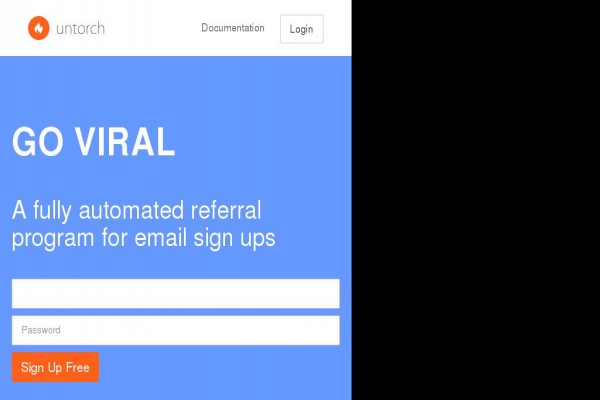 untorch
Documentation
Login
GO VIRAL
A fully automated referral
program for email sign ups
Password
Sign Up Free